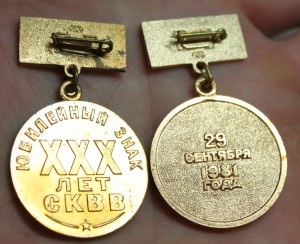 ЮБИЛЕЙНЫЙ ЗНАК
XXX
ЛЕТ
СКВВ
29
СЕНТЯБРЯ
1981
ГОДА